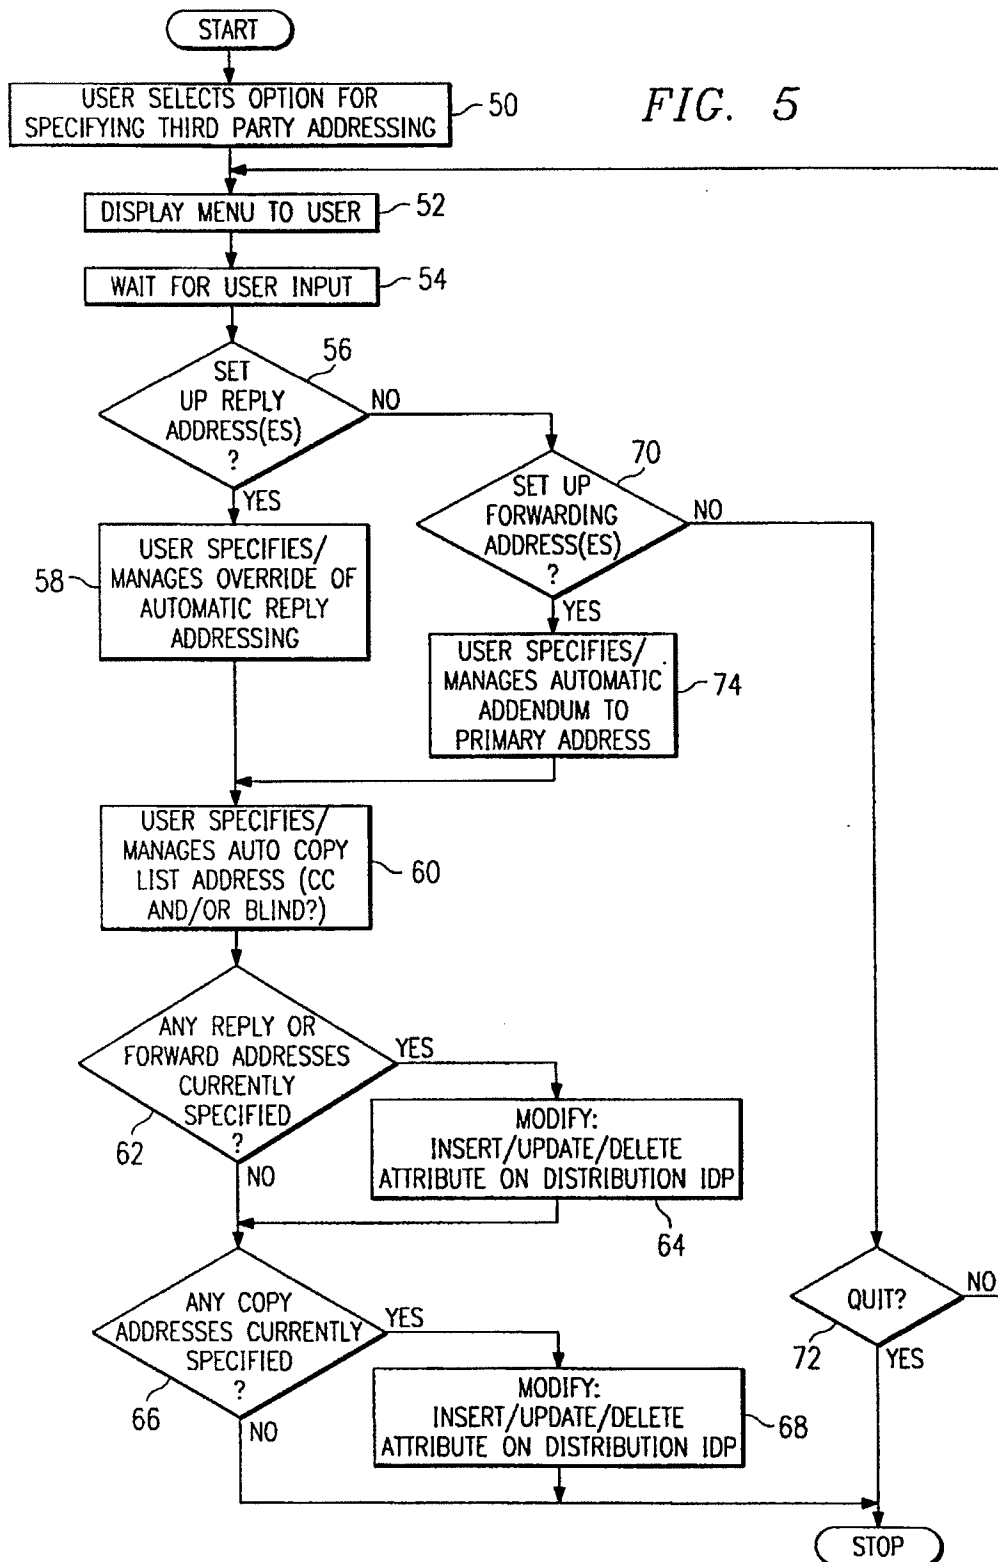 START
USER SELECTS OPTION FOR
SPECIFYING THIRD PARTY ADDRESSING
50
FIG. 5
DISPLAY MENU TO USER
52
WAIT FOR USER INPUT
54
56
SET
UP REPLY
ADDRESS(ES)
?
NO
YES
70
SET UP
FORWARDING
ADDRESS(ES)
?
NO
YES
58
USER SPECIFIES/
MANAGES OVERRIDE OF
AUTOMATIC REPLY
ADDRESSING
USER SPECIFIES/
MANAGES AUTOMATIC
ADDENDUM TO
PRIMARY ADDRESS
74
USER SPECIFIES/
MANAGES AUTO COPY
LIST ADDRESS (CC
AND/OR BLIND?)
60
ANY REPLY OR
FORWARD ADDRESSES
CURRENTLY
SPECIFIED
?
YES
62
NO
MODIFY:
INSERT/UPDATE/DELETE
ATTRIBUTE ON DISTRIBUTION IDP
64
ANY COPY
ADDRESSES CURRENTLY
SPECIFIED
?
YES
66
NO
MODIFY:
INSERT/UPDATE/DELETE
ATTRIBUTE ON DISTRIBUTION IDP
68
QUIT?
NO
72
YES
STOP